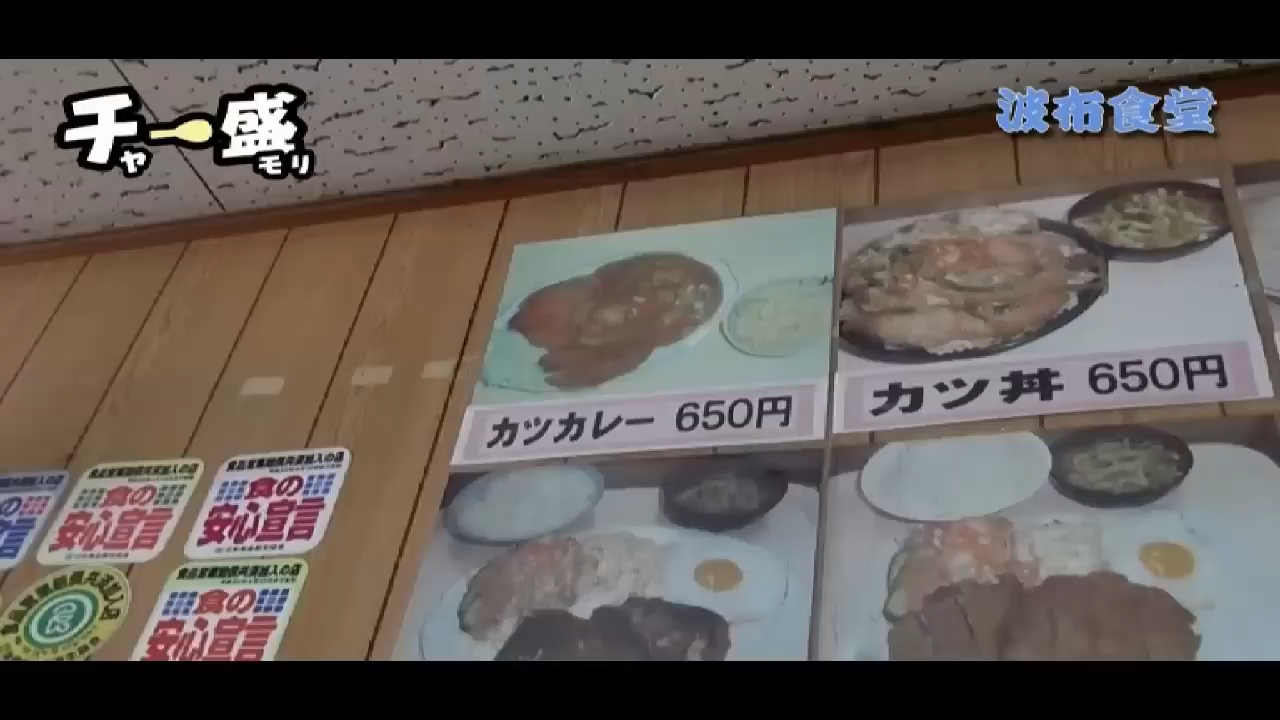 チャー盛モリ
波布食堂
カツカレー 650円
カツ丼 650円
食の
安心宣言
食の
安心宣言
食の
安心宣言